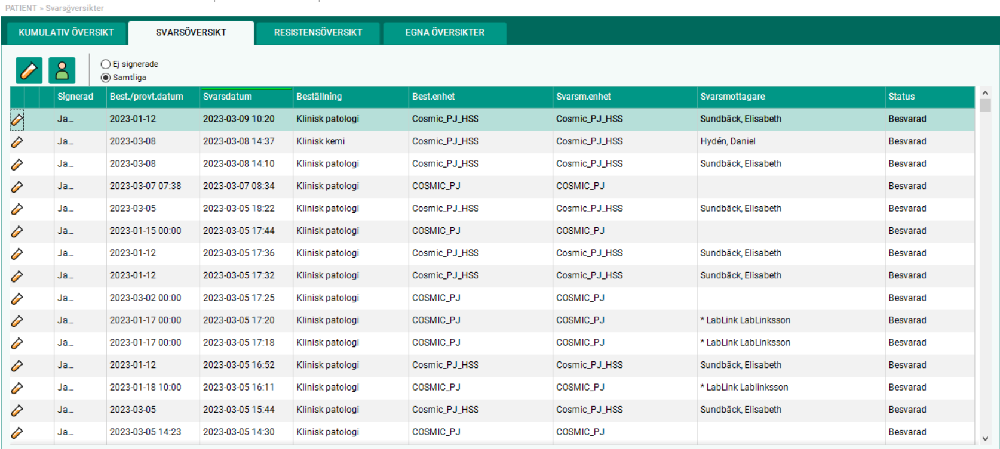 PATIENT » Svarsöversikter
KUMULATIV ÖVERSIKT SVARSÖVERSIKT RESISTENSÖVERSIKT EGNA ÖVERSIKTER
Ej signerade
Samtliga
Signerad Best./provt.datum Svarsdatum Beställning Best.enhet Svarsm.enhet Svarsmottagare Status
Ja... 2023-01-12 2023-03-09 10:20 Klinisk patologi Cosmic_PJ_HSS Cosmic_PJ_HSS Sundbäck, Elisabeth Besvarad
Ja... 2023-03-08 2023-03-08 14:37 Klinisk kemi Cosmic_PJ_HSS Cosmic_PJ_HSS Hydén, Daniel Besvarad
Ja... 2023-03-08 2023-03-08 14:10 Klinisk patologi Cosmic_PJ_HSS Cosmic_PJ_HSS Sundbäck, Elisabeth Besvarad
Ja... 2023-03-07 07:38 2023-03-07 08:34 Klinisk patologi COSMIC_PJ COSMIC_PJ Besvarad
Ja... 2023-03-05 2023-03-05 18:22 Klinisk patologi Cosmic_PJ_HSS Cosmic_PJ_HSS Sundbäck, Elisabeth Besvarad
Ja... 2023-01-15 00:00 2023-03-05 17:44 Klinisk patologi COSMIC_PJ COSMIC_PJ Besvarad
Ja... 2023-01-12 2023-03-05 17:36 Klinisk patologi Cosmic_PJ_HSS Cosmic_PJ_HSS Sundbäck, Elisabeth Besvarad
Ja... 2023-01-12 2023-03-05 17:32 Klinisk patologi Cosmic_PJ_HSS Cosmic_PJ_HSS Sundbäck, Elisabeth Besvarad
Ja... 2023-03-02 00:00 2023-03-05 17:25 Klinisk patologi COSMIC_PJ COSMIC_PJ Besvarad
Ja... 2023-01-17 00:00 2023-03-05 17:20 Klinisk patologi COSMIC_PJ COSMIC_PJ * LabLink LabLinksson Besvarad
Ja... 2023-01-17 00:00 2023-03-05 17:18 Klinisk patologi COSMIC_PJ COSMIC_PJ * LabLink LabLinksson Besvarad
Ja... 2023-01-12 2023-03-05 16:52 Klinisk patologi Cosmic_PJ_HSS Cosmic_PJ_HSS Sundbäck, Elisabeth Besvarad
Ja... 2023-01-18 10:00 2023-03-05 16:11 Klinisk patologi COSMIC_PJ COSMIC_PJ * LabLink Lablinksson Besvarad
Ja... 2023-03-05 2023-03-05 15:44 Klinisk patologi Cosmic_PJ_HSS Cosmic_PJ_HSS Sundbäck, Elisabeth Besvarad
Ja... 2023-03-05 14:23 2023-03-05 14:30 Klinisk patologi COSMIC_PJ COSMIC_PJ Besvarad